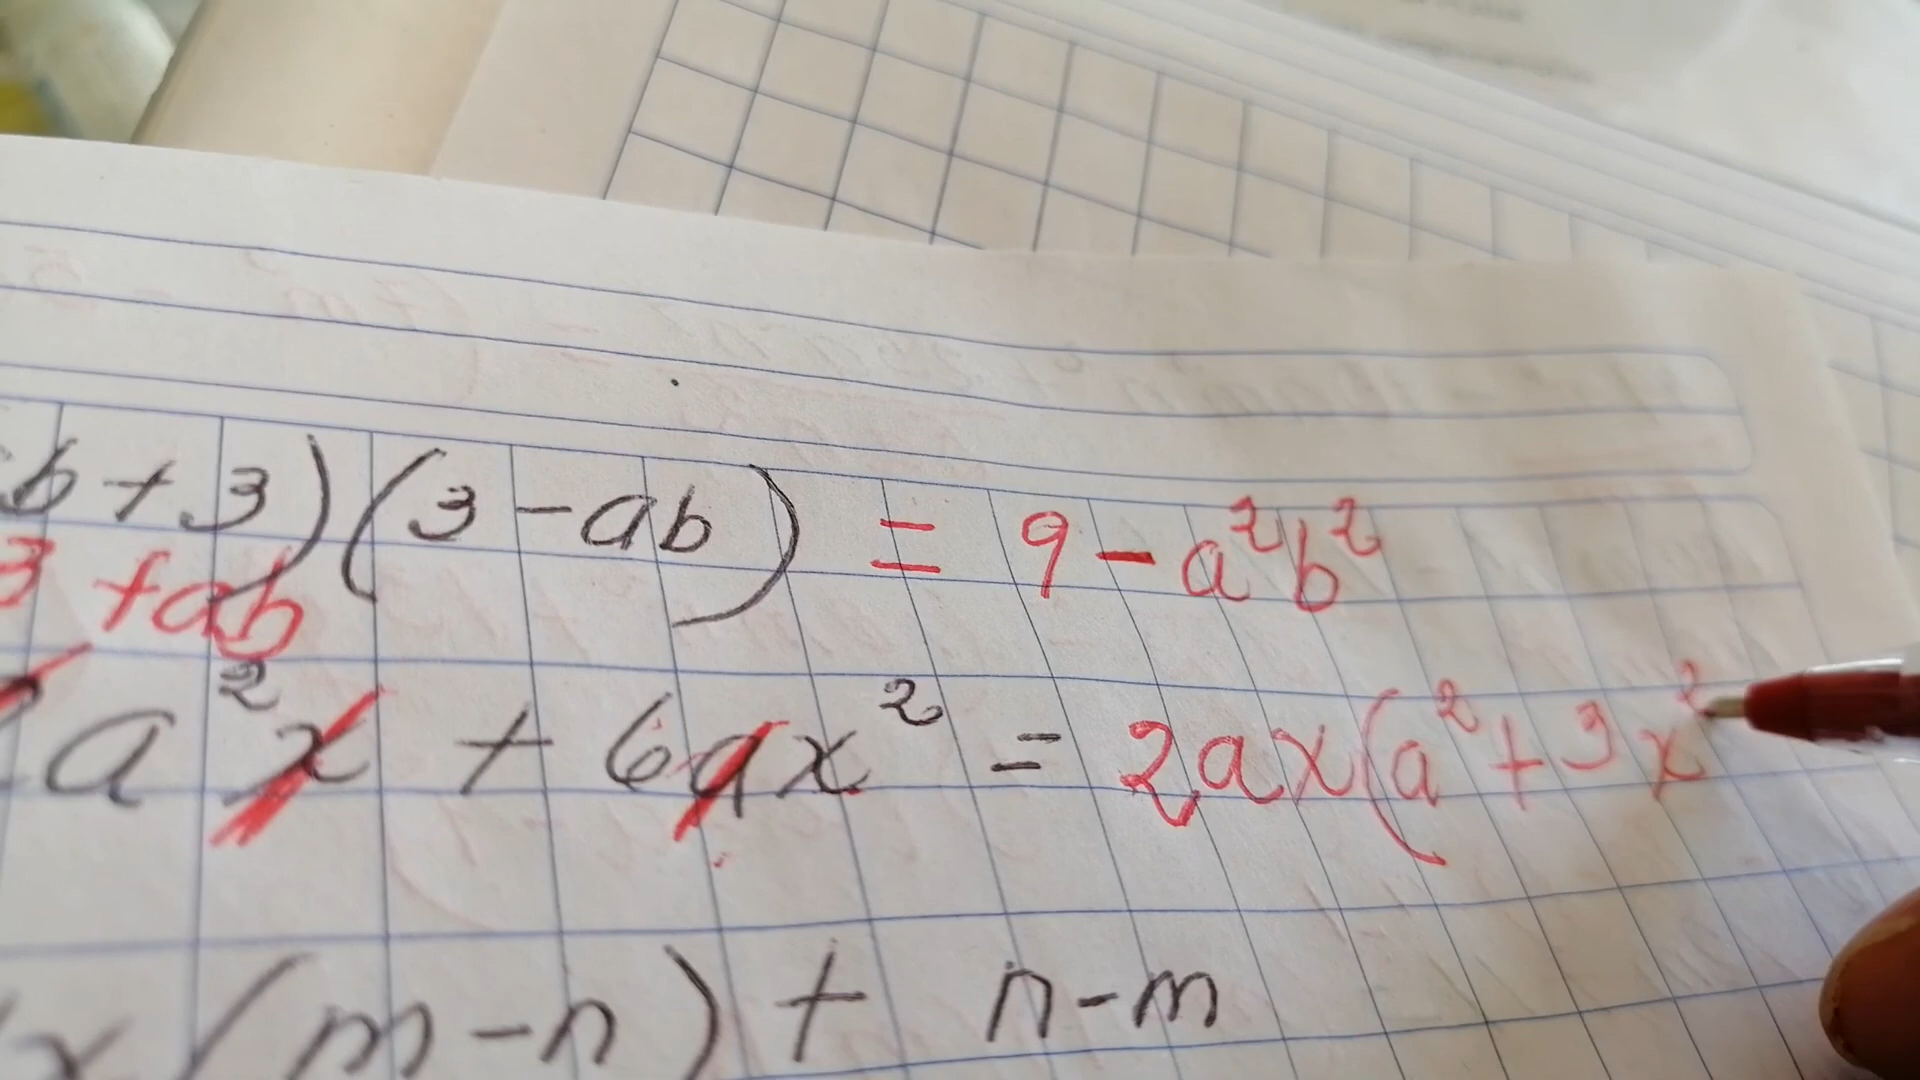 b + 3) (3 - ab) = 9 - a²b²
3 + ab
a²x + 6ax² = 2ax(a² + 3x²
x(m - n) + n - m